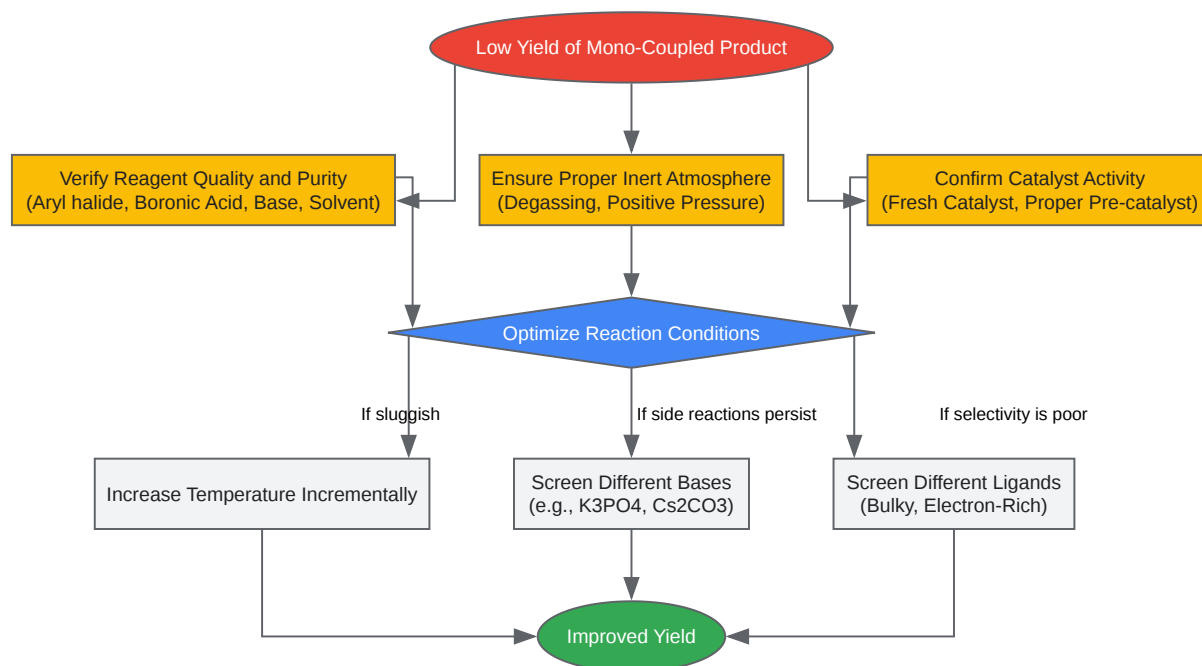 Low Yield of Mono-Coupled Product
Verify Reagent Quality and Purity
(Aryl halide, Boronic Acid, Base, Solvent)
Ensure Proper Inert Atmosphere
(Degassing, Positive Pressure)
Confirm Catalyst Activity
(Fresh Catalyst, Proper Pre-catalyst)
Optimize Reaction Conditions
If sluggish
If side reactions persist
If selectivity is poor
Increase Temperature Incrementally
Screen Different Bases
(e.g., K3PO4, Cs2CO3)
Screen Different Ligands
(Bulky, Electron-Rich)
Improved Yield